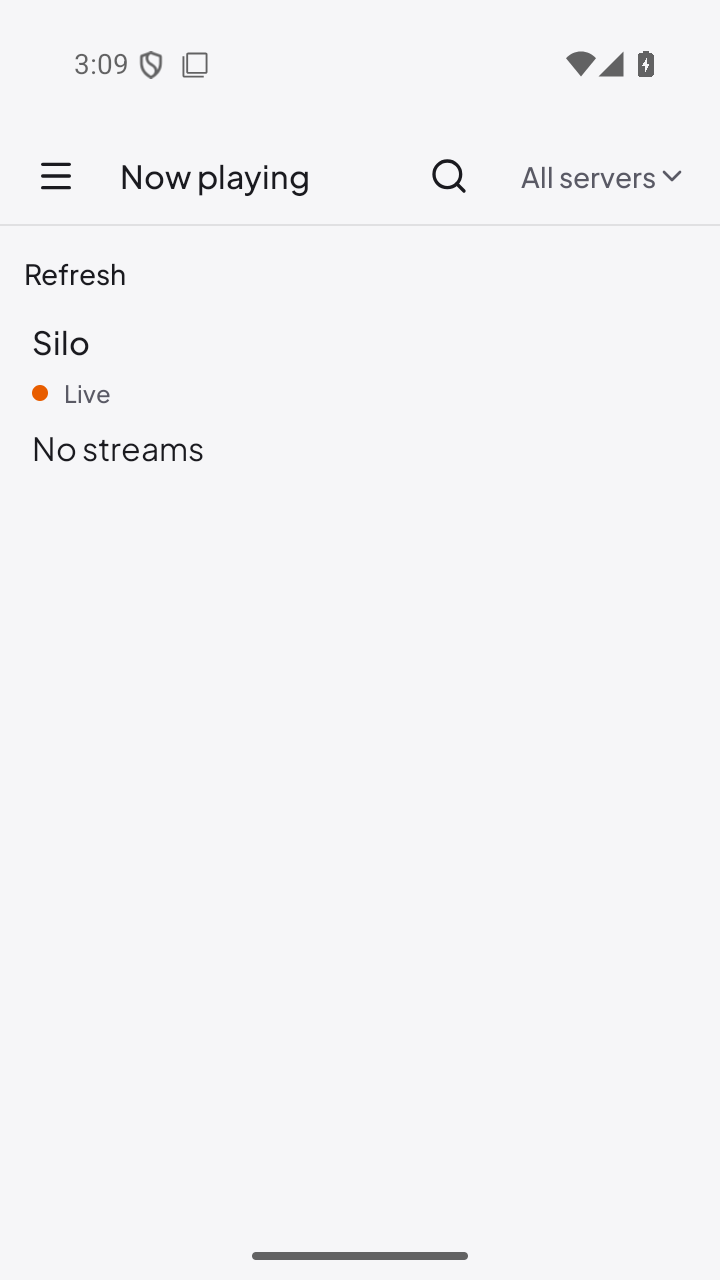 3:09
Now playing
All servers
Refresh
Silo
Live
No streams